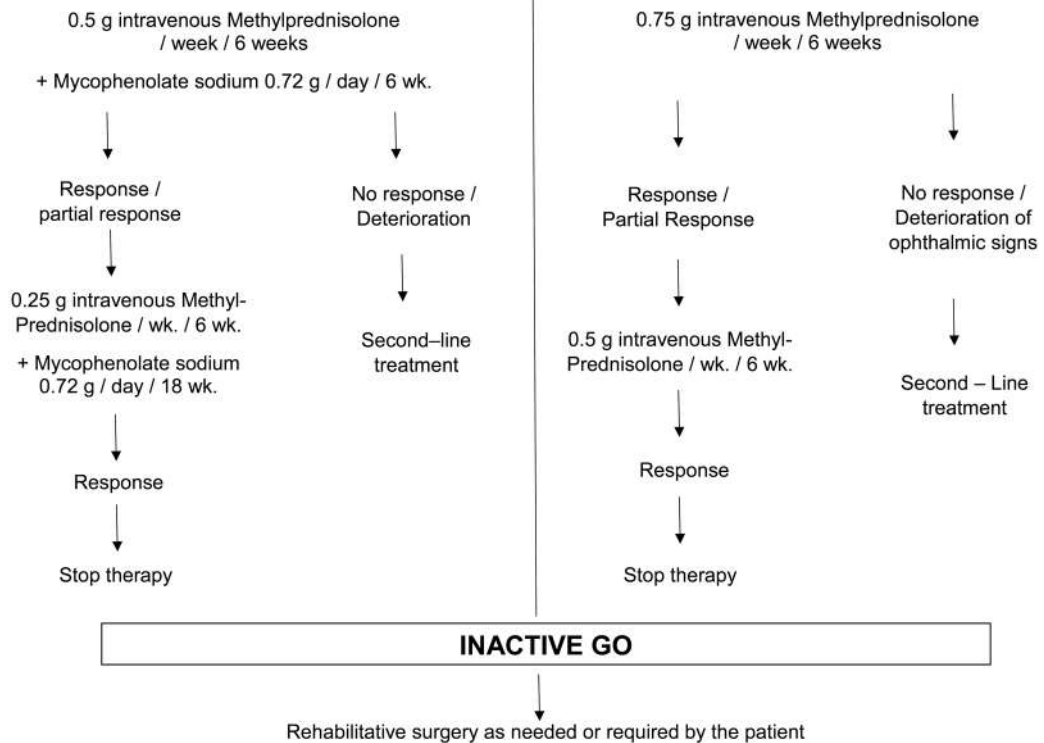 0.5 g intravenous Methylprednisolone
/ week / 6 weeks
+ Mycophenolate sodium 0.72 g / day / 6 wk.
Response /
partial response
No response /
Deterioration
0.25 g intravenous Methyl-
Prednisolone / wk. / 6 wk.
+ Mycophenolate sodium
0.72 g / day / 18 wk.
Second–line
treatment
Response
Stop therapy
0.75 g intravenous Methylprednisolone
/ week / 6 weeks
Response /
Partial Response
No response /
Deterioration of
ophthalmic signs
0.5 g intravenous Methyl-
Prednisolone / wk. / 6 wk.
Second – Line
treatment
Response
Stop therapy
INACTIVE GO
Rehabilitative surgery as needed or required by the patient